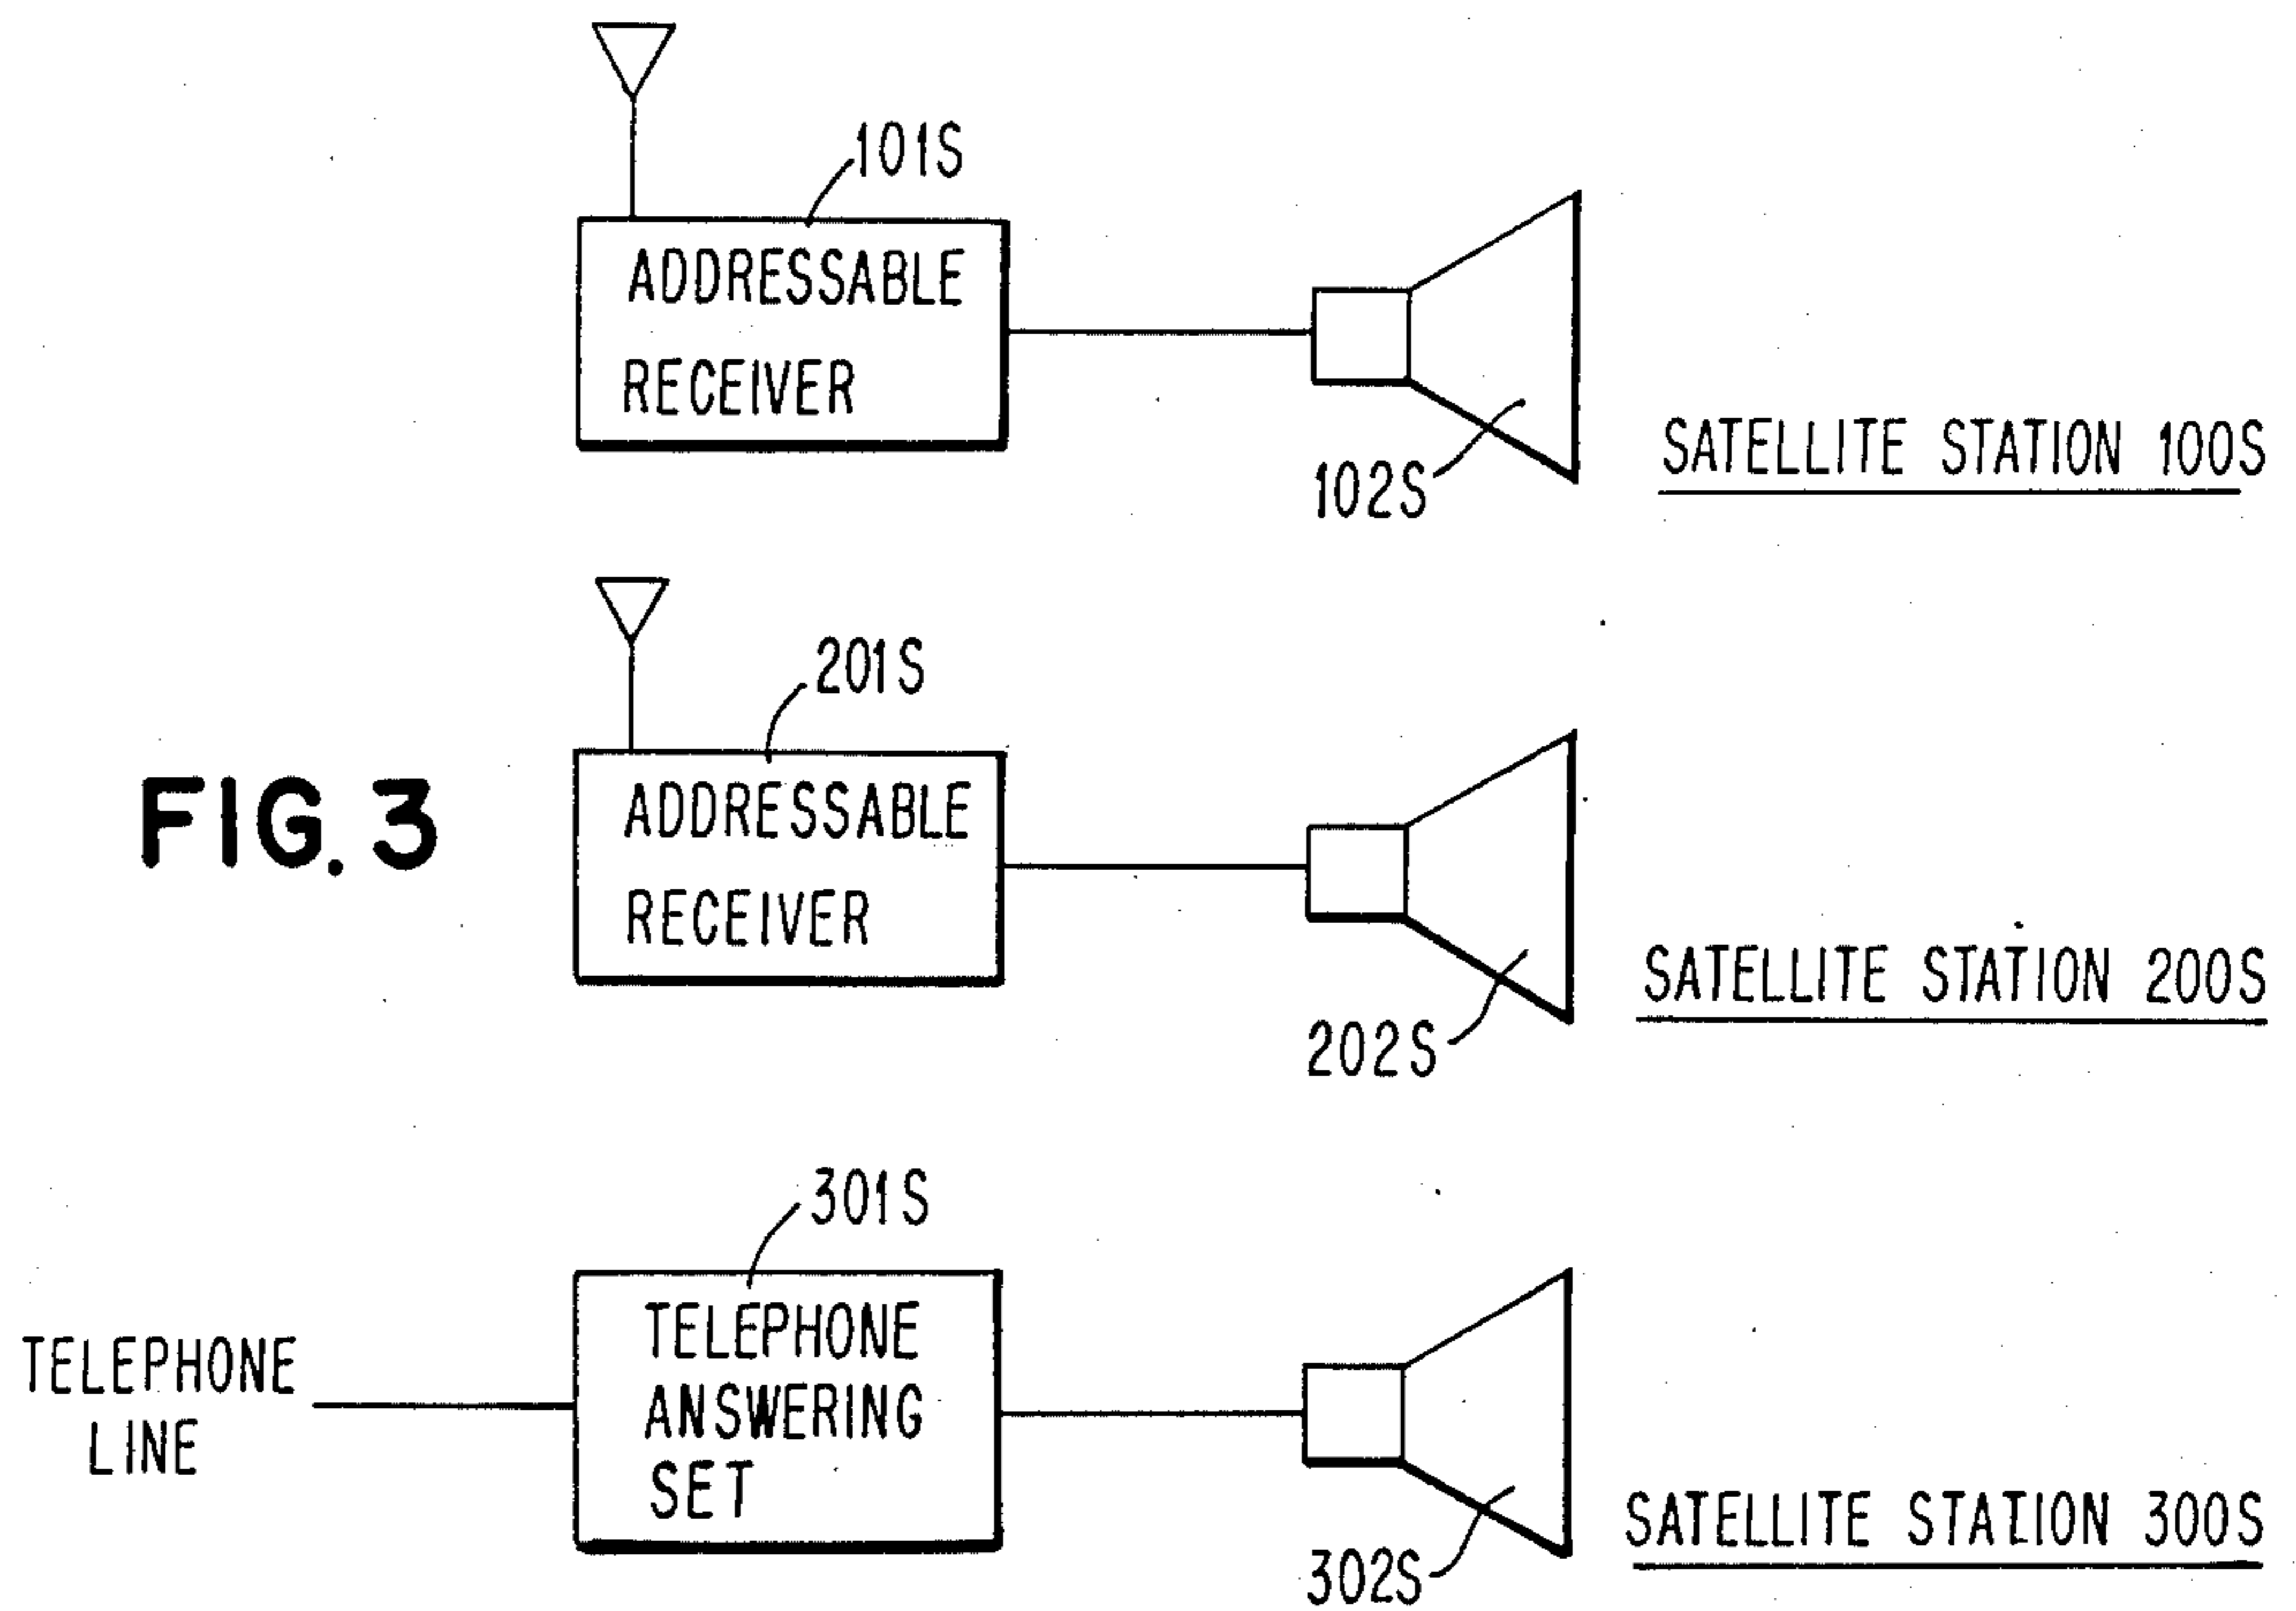 101S
ADDRESSABLE
RECEIVER
102S
SATELLITE STATION 100S
201S
ADDRESSABLE
RECEIVER
FIG. 3
202S
SATELLITE STATION 200S
301S
TELEPHONE
LINE
TELEPHONE
ANSWERING
SET
302S
SATELLITE STATION 300S